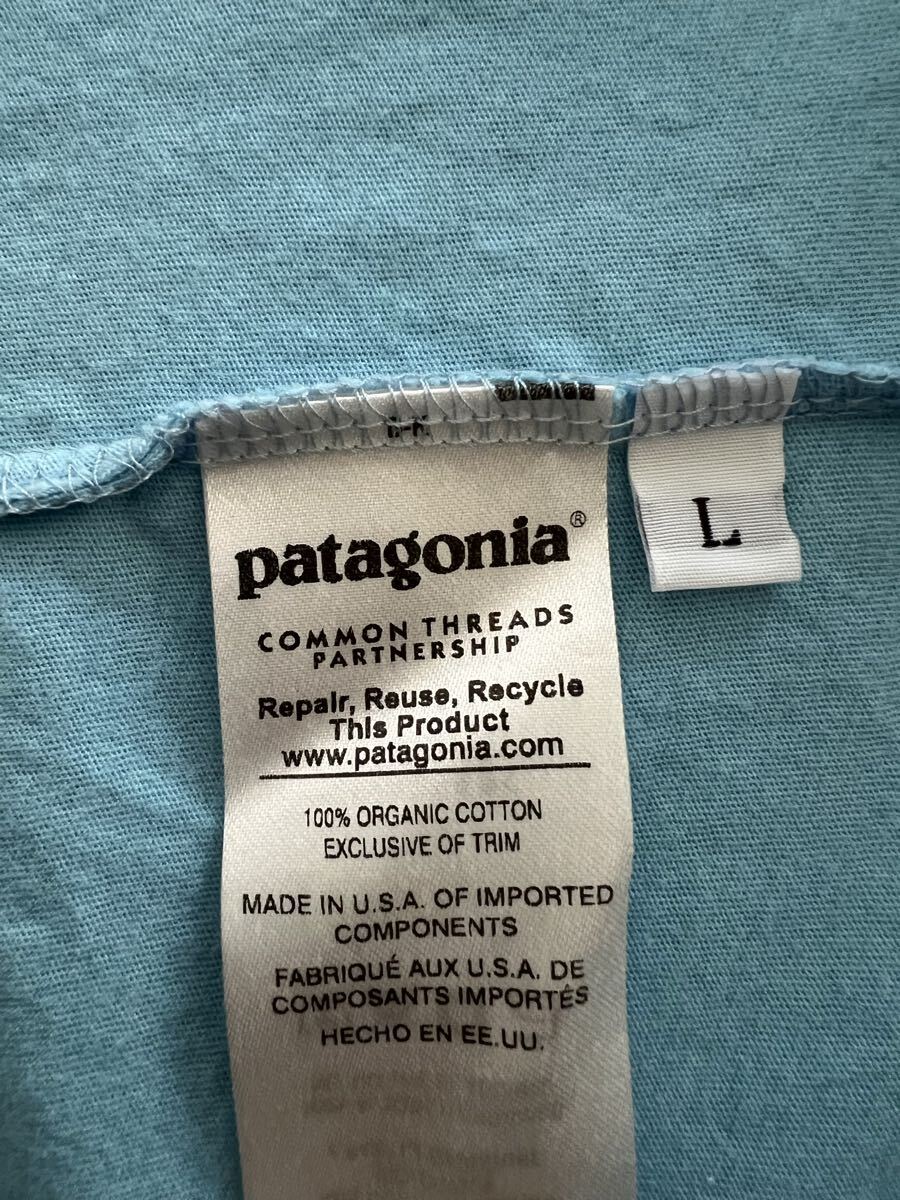 patagonia®
COMMON THREADS
PARTNERSHIP
Repair, Reuse, Recycle
This Product
www.patagonia.com
100% ORGANIC COTTON
EXCLUSIVE OF TRIM
MADE IN U.S.A. OF IMPORTED
COMPONENTS
FABRIQUÉ AUX U.S.A. DE
COMPOSANTS IMPORTÉS
HECHO EN EE.UU.
L